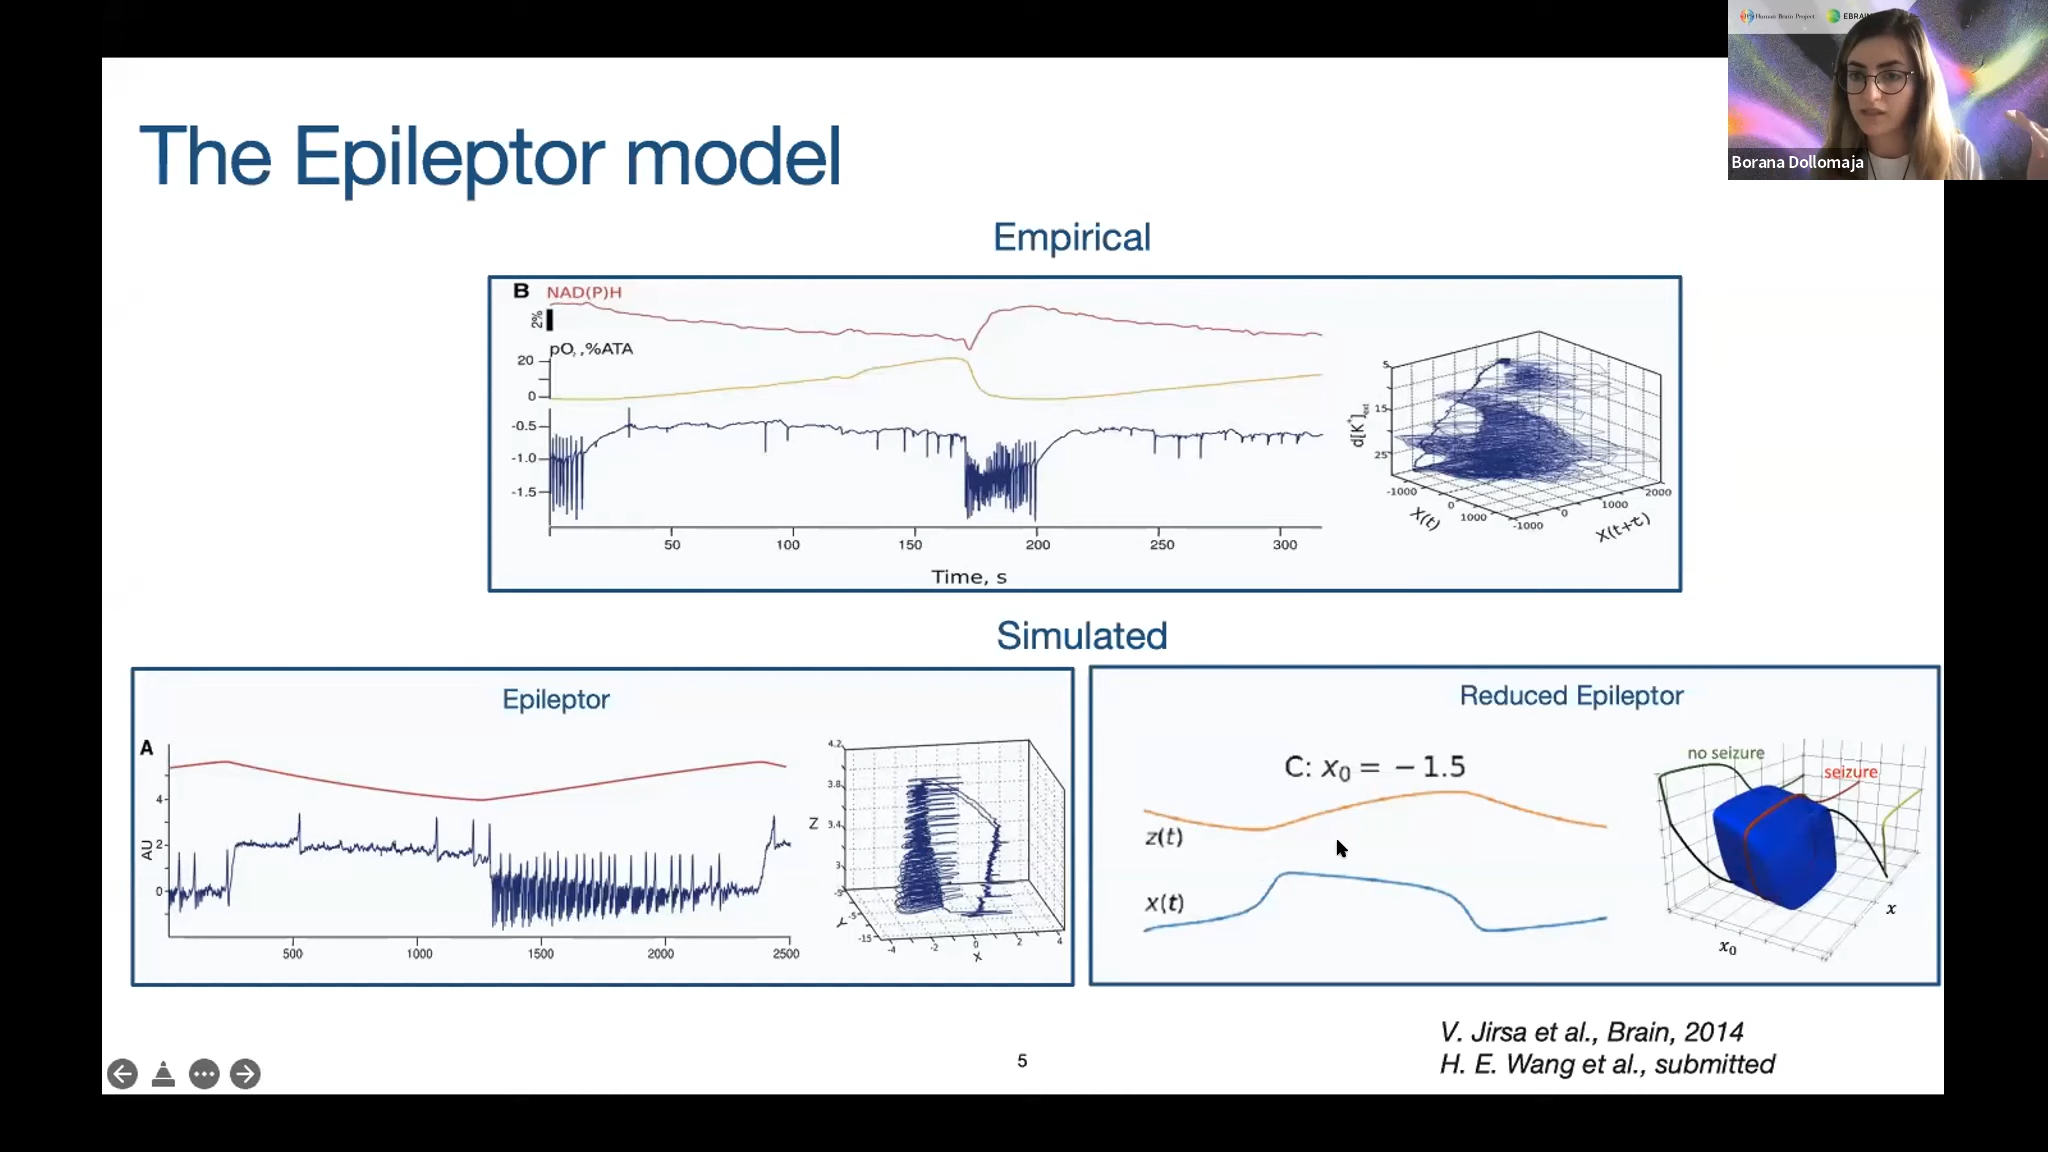 Human Brain Project
Borana Dollomaja
The Epileptor model
Empirical
B NAD(P)H
2%
pO, ,%ATA
20
0
-0.5
-1.0
-1.5
50 100 150 200 250 300
Time, s
5
15
25
d[K+]ext
-1000 0 1000
X(t)
-1000 0 1000 2000
X(t+τ)
Simulated
Epileptor
A
4
2
0
AU
500 1000 1500 2000 2500
4.2
3.8
3.4
3
Z
-5
-15
Y
-4 -2 0 2 4
X
Reduced Epileptor
C: x0 = −1.5
z(t)
x(t)
no seizure
seizure
x
x0
V. Jirsa et al., Brain, 2014
H. E. Wang et al., submitted
5